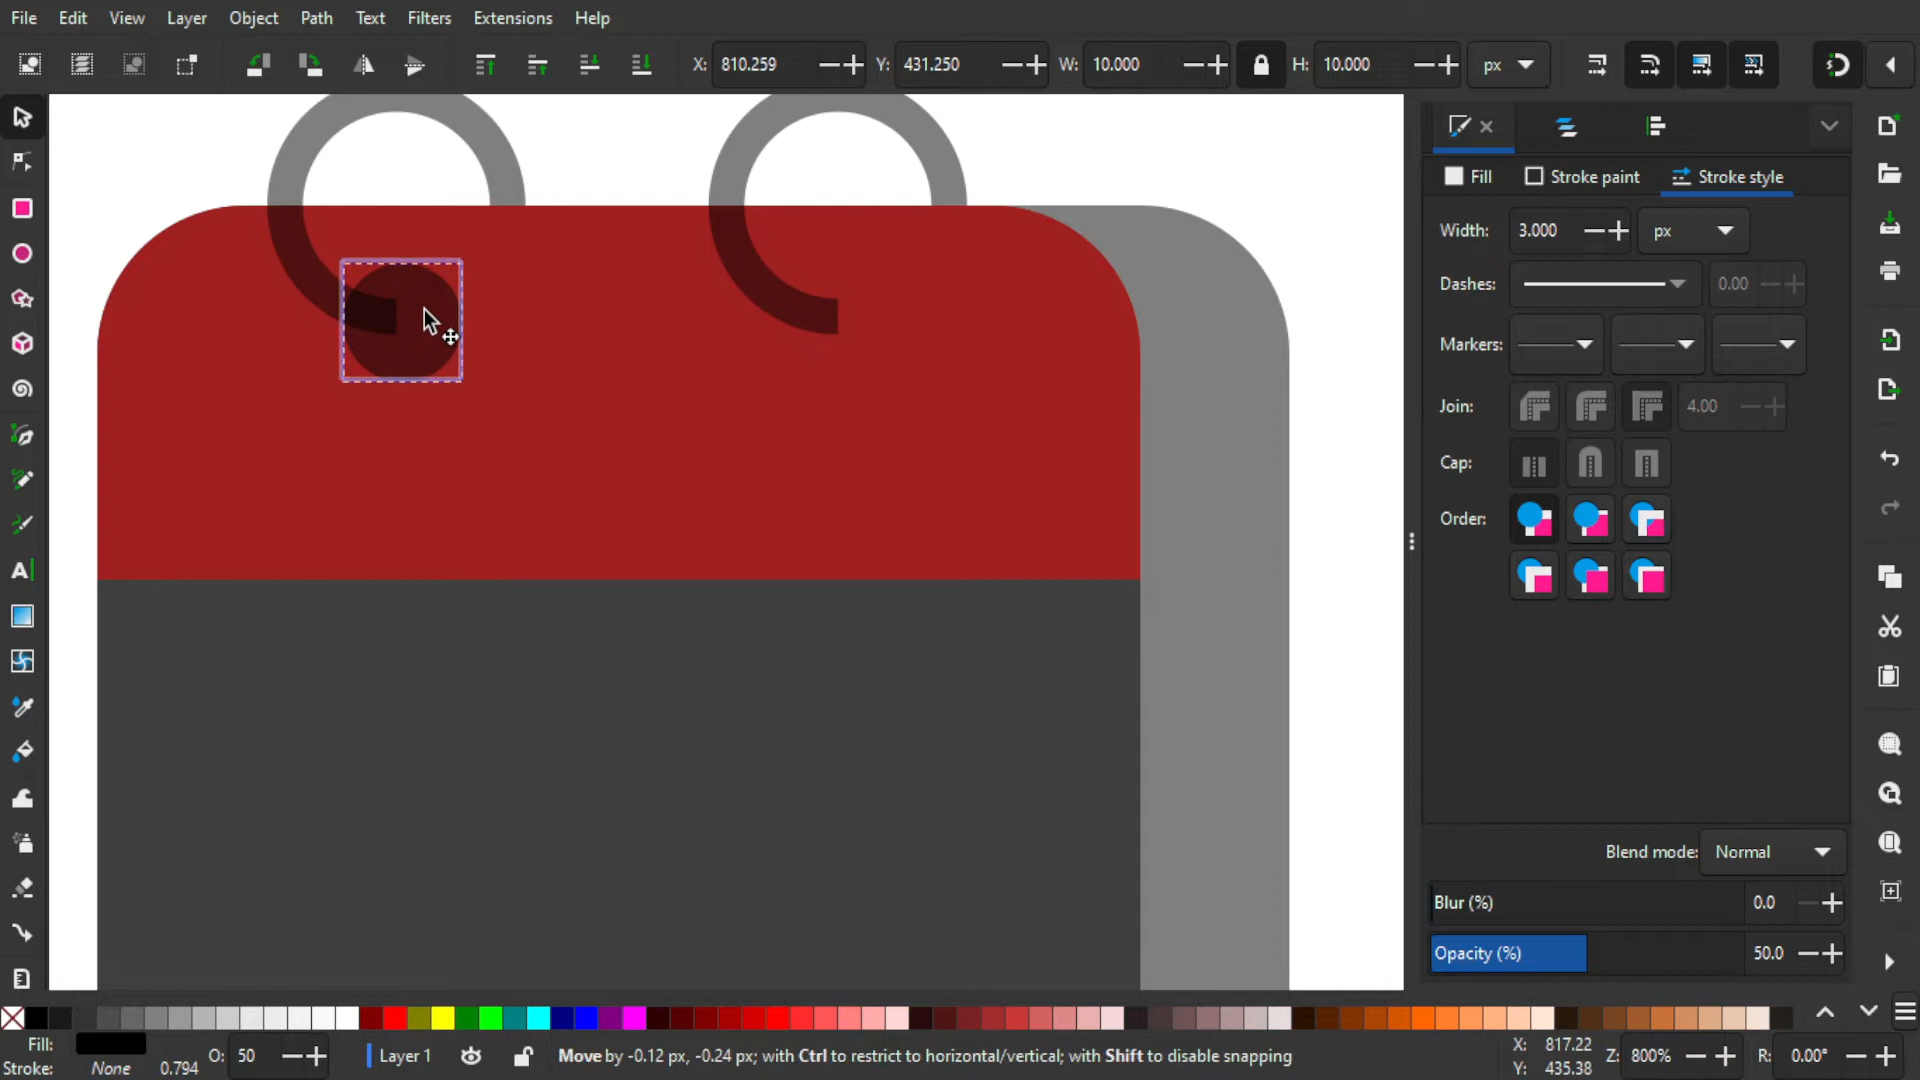 File Edit View Layer Object Path Text Filters Extensions Help
X: 810.259 Y: 431.250 W: 10.000 H: 10.000 px
Fill Stroke paint Stroke style
Width: 3.000 px
Dashes: 0.00
Markers:
Join: 4.00
Cap:
Order:
Blend mode: Normal
Blur (%) 0.0
Opacity (%) 50.0
Fill: O: 50 Layer 1 Move by -0.12 px, -0.24 px; with Ctrl to restrict to horizontal/vertical; with Shift to disable snapping X: 817.22 Z: 800% R: 0.00°
Stroke: None 0.794 Y: 435.38